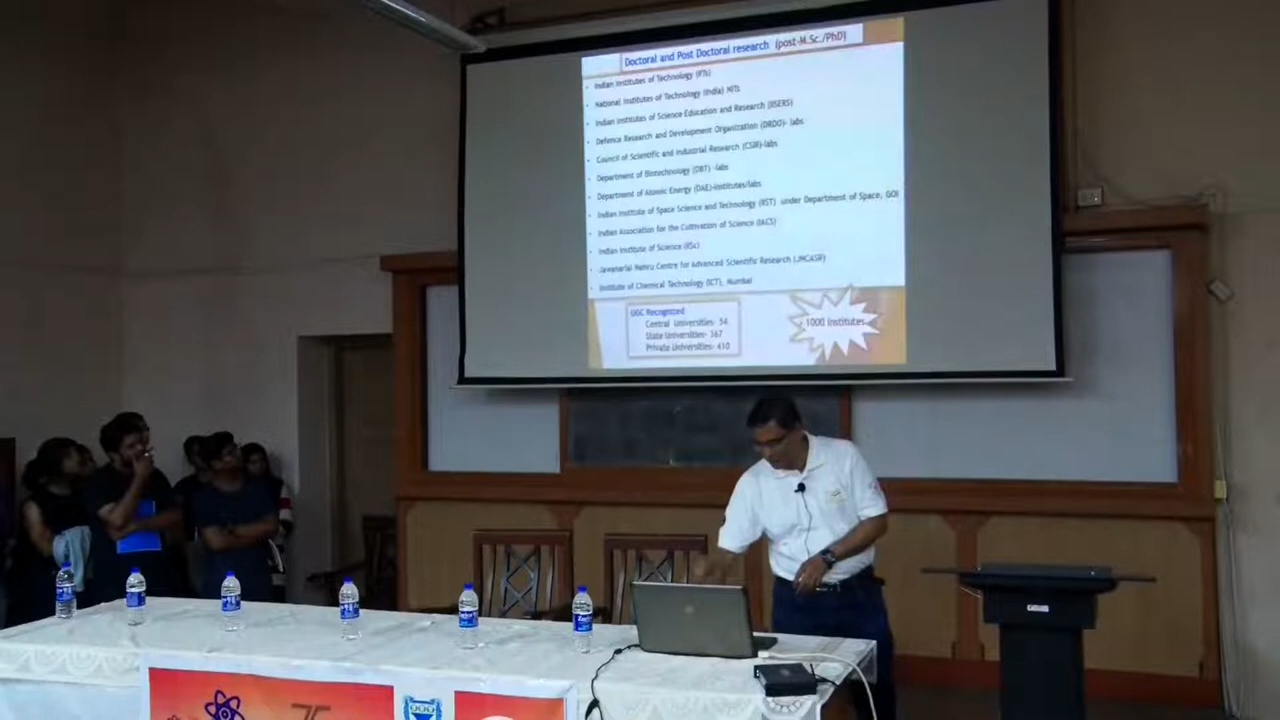 Doctoral and Post Doctoral research (post-M.Sc./PhD)
• Indian Institutes of Technology (IITs)
• National Institutes of Technology (India) NITs
• Indian Institutes of Science Education and Research (IISERS)
• Defence Research and Development Organization (DRDO)- labs
• Council of Scientific and Industrial Research (CSIR)-labs
• Department of Biotechnology (DBT) -labs
• Department of Atomic Energy (DAE)-institutes/labs
• Indian Institute of Space Science and Technology (IIST) under Department of Space, GOI
• Indian Association for the Cultivation of Science (IACS)
• Indian Institute of Science (IISc)
• Jawaharlal Nehru Centre for Advanced Scientific Research (JNCASR)
• Institute of Chemical Technology (ICT), Mumbai
UGC Recognized
Central Universities- 54
State Universities- 367
Private Universities- 410
1000 Institutes
75